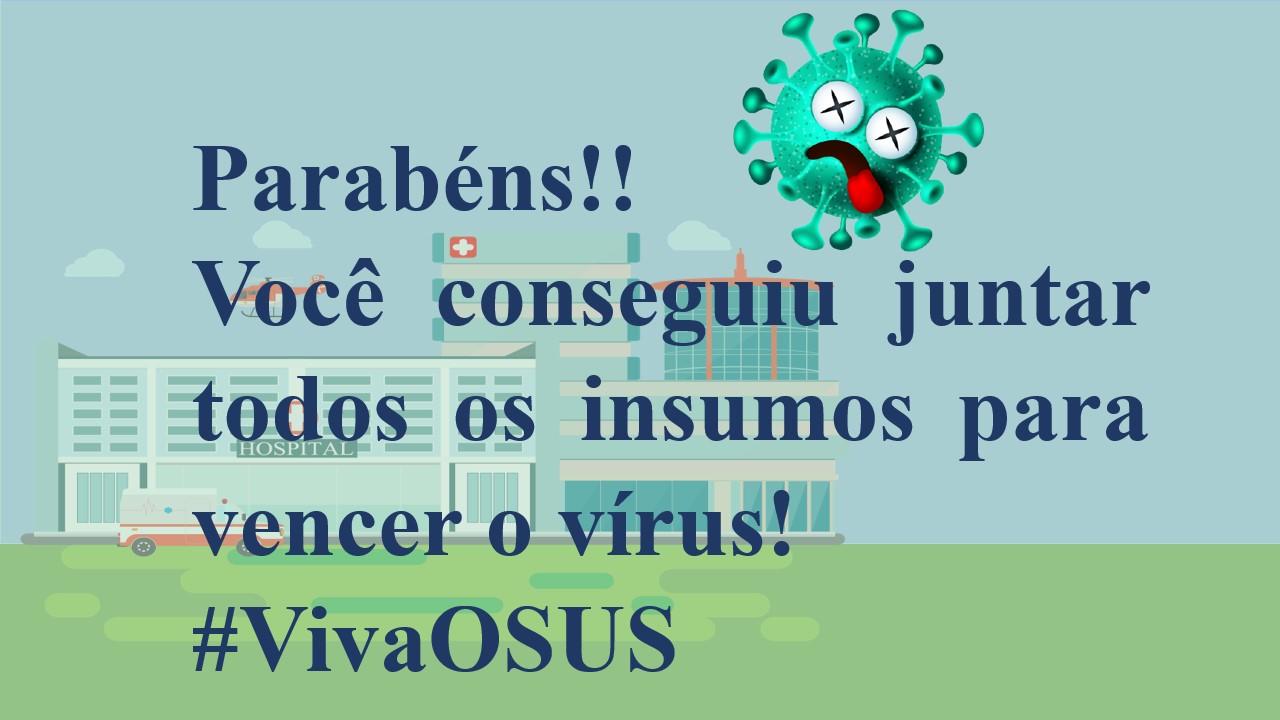 Parabéns!!
Você conseguiu juntar
todos os insumos para
HOSPITAL
vencer o vírus!
#VivaOSUS